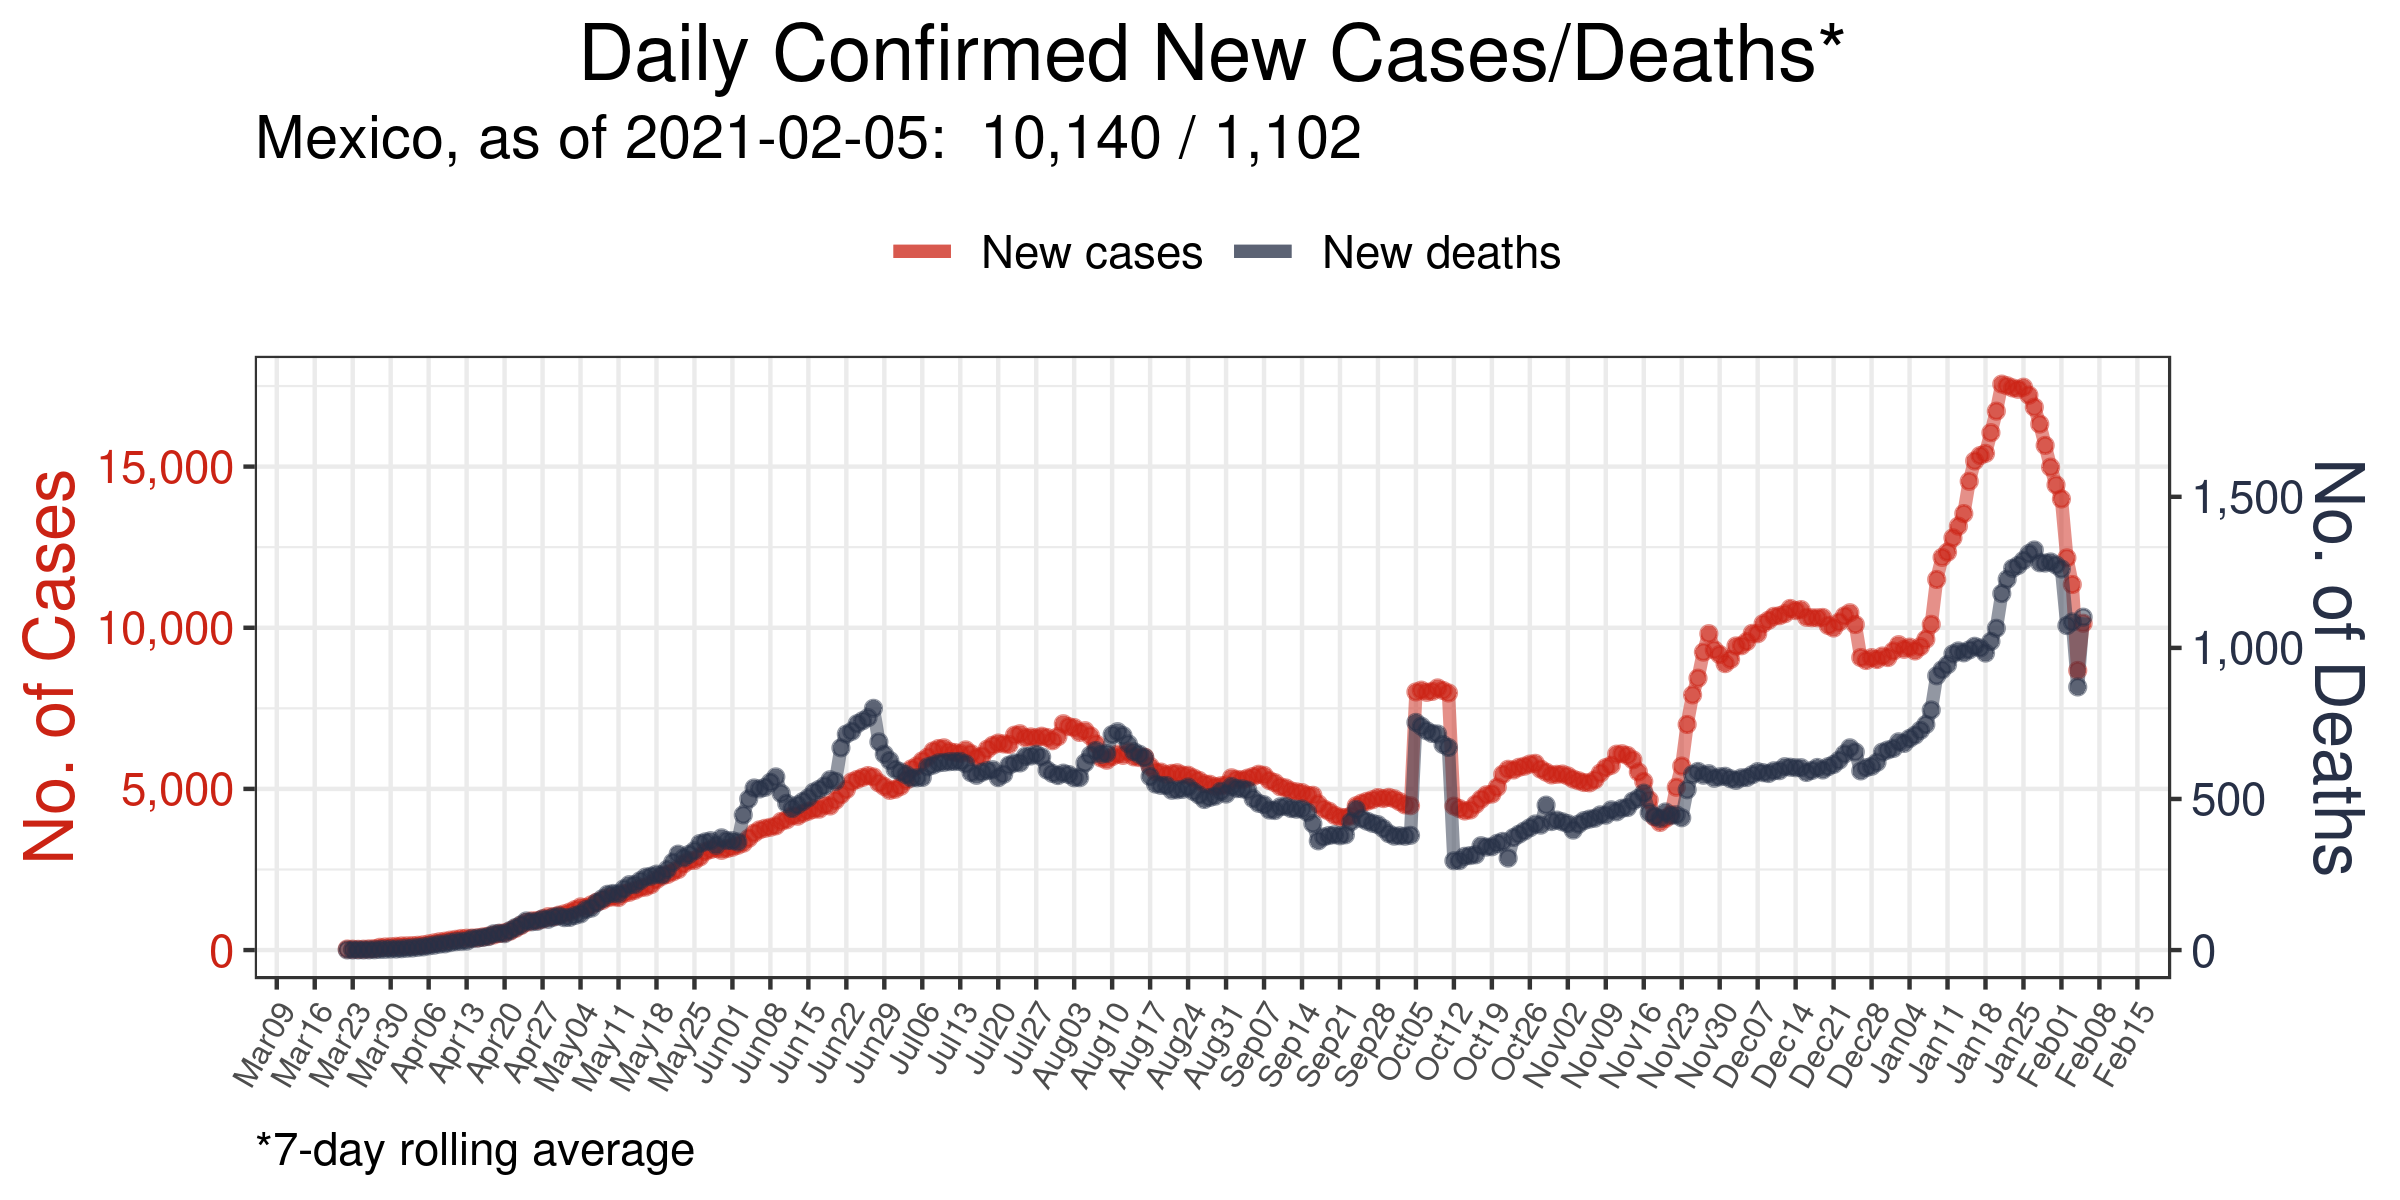 Daily Confirmed New Cases/Deaths*
Mexico, as of 2021-02-05:  10,140 / 1,102
New cases
New deaths
No. of Cases
15,000
10,000
5,000
0
1,500
1,000
500
0
No. of Deaths
Mar09
Mar16
Mar23
Mar30
Apr06
Apr13
Apr20
Apr27
May04
May11
May18
May25
Jun01
Jun08
Jun15
Jun22
Jun29
Jul06
Jul13
Jul20
Jul27
Aug03
Aug10
Aug17
Aug24
Aug31
Sep07
Sep14
Sep21
Sep28
Oct05
Oct12
Oct19
Oct26
Nov02
Nov09
Nov16
Nov23
Nov30
Dec07
Dec14
Dec21
Dec28
Jan04
Jan11
Jan18
Jan25
Feb01
Feb08
Feb15
*7-day rolling average